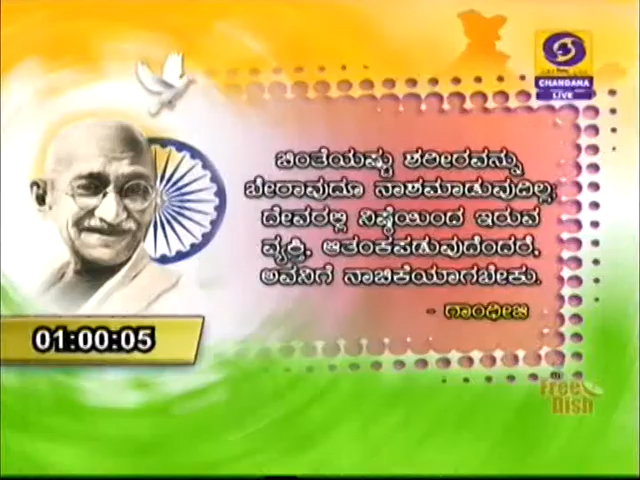 CHANDANA
LIVE
ಚಿಂತೆಯಷ್ಟು ಶರೀರವನ್ನು
ಬೇರಾವುದೂ ನಾಶಮಾಡುವುದಿಲ್ಲ;
ದೇವರಲ್ಲಿ ನಿಷ್ಠೆಯಿಂದ ಇರುವ
ವ್ಯಕ್ತಿ, ಆತಂಕಪಡುವುದೆಂದರೆ,
ಅವನಿಗೆ ನಾಚಿಕೆಯಾಗಬೇಕು.
- ಗಾಂಧೀಜಿ
01:00:05
Free
Dish